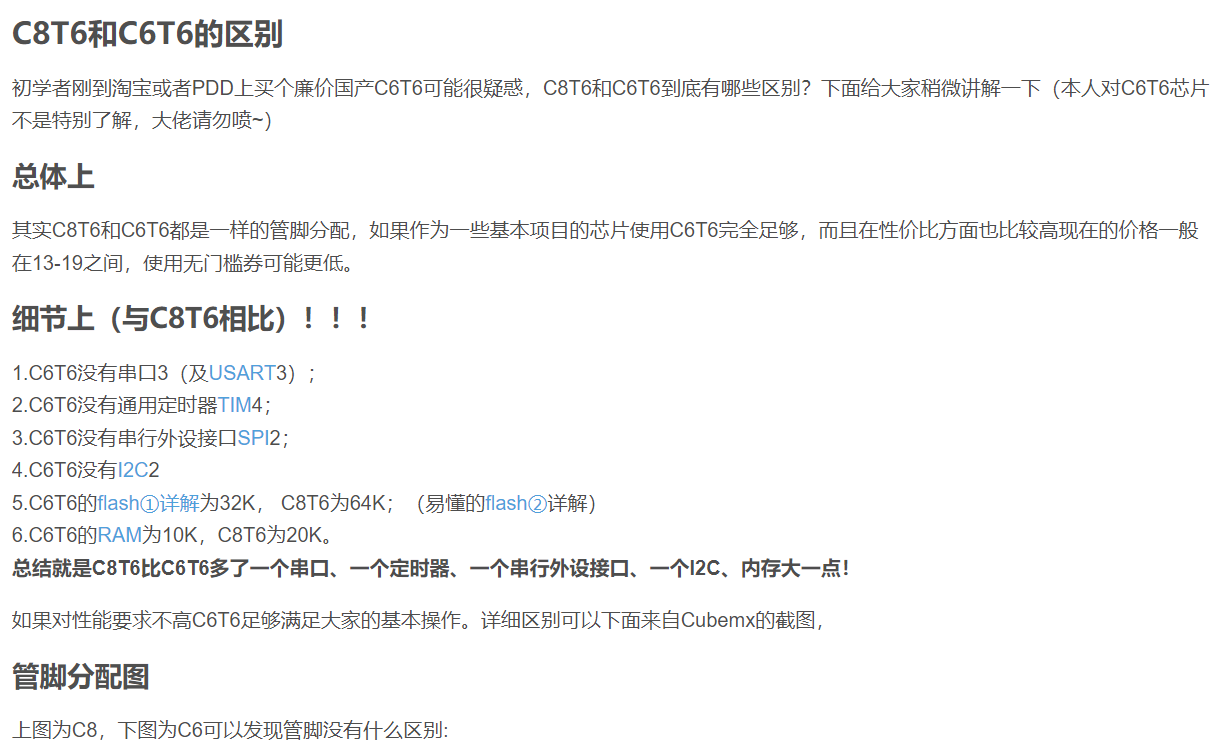 C8T6和C6T6的区别
初学者刚到淘宝或者PDD上买个廉价国产C6T6可能很疑惑，C8T6和C6T6到底有哪些区别？下面给大家稍微讲解一下（本人对C6T6芯片
不是特别了解，大佬请勿喷~）
总体上
其实C8T6和C6T6都是一样的管脚分配，如果作为一些基本项目的芯片使用C6T6完全足够，而且在性价比方面也比较高现在的价格一般
在13-19之间，使用无门槛券可能更低。
细节上（与C8T6相比）！！！
1.C6T6没有串口3（及USART3）；
2.C6T6没有通用定时器TIM4；
3.C6T6没有串行外设接口SPI2；
4.C6T6没有I2C2
5.C6T6的flash①详解为32K， C8T6为64K；（易懂的flash②详解）
6.C6T6的RAM为10K，C8T6为20K。
总结就是C8T6比C6T6多了一个串口、一个定时器、一个串行外设接口、一个I2C、内存大一点！
如果对性能要求不高C6T6足够满足大家的基本操作。详细区别可以下面来自Cubemx的截图，
管脚分配图
上图为C8，下图为C6可以发现管脚没有什么区别: